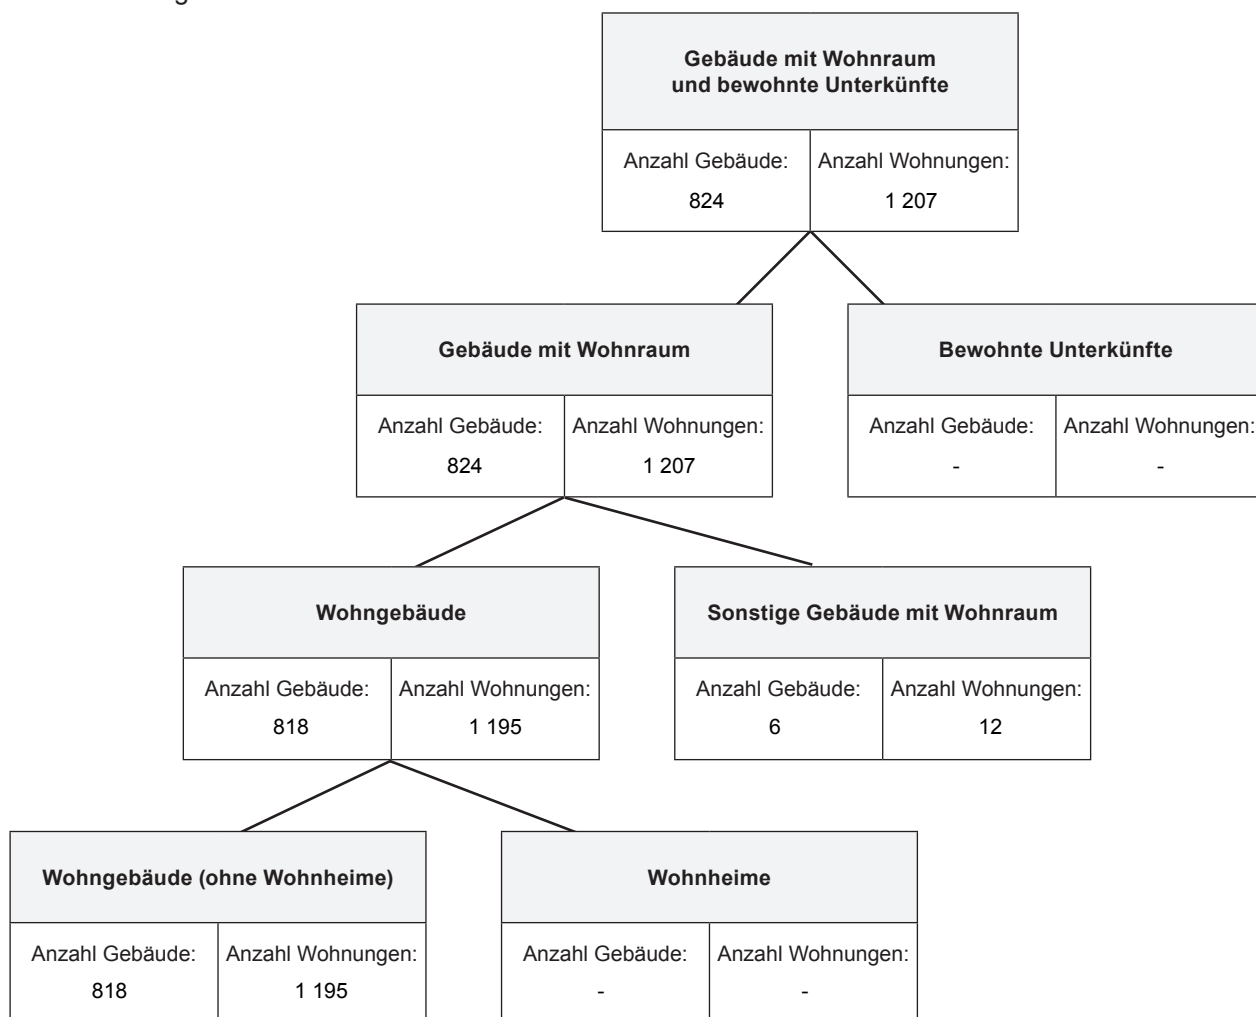 Gebäude mit Wohnraum
und bewohnte Unterkünfte
Anzahl Gebäude: Anzahl Wohnungen:
824 1 207
Gebäude mit Wohnraum
Anzahl Gebäude: Anzahl Wohnungen:
824 1 207
Bewohnte Unterkünfte
Anzahl Gebäude: Anzahl Wohnungen:
- -
Wohngebäude
Anzahl Gebäude: Anzahl Wohnungen:
818 1 195
Sonstige Gebäude mit Wohnraum
Anzahl Gebäude: Anzahl Wohnungen:
6 12
Wohngebäude (ohne Wohnheime)
Anzahl Gebäude: Anzahl Wohnungen:
818 1 195
Wohnheime
Anzahl Gebäude: Anzahl Wohnungen:
- -